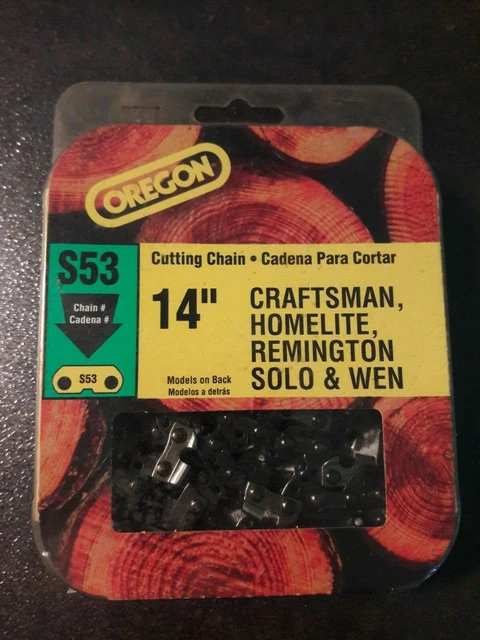 OREGON
S53
Chain #
Cadena #
S53
Cutting Chain • Cadena Para Cortar
14"
CRAFTSMAN,
HOMELITE,
REMINGTON
SOLO & WEN
Models on Back
Modelos a detrás